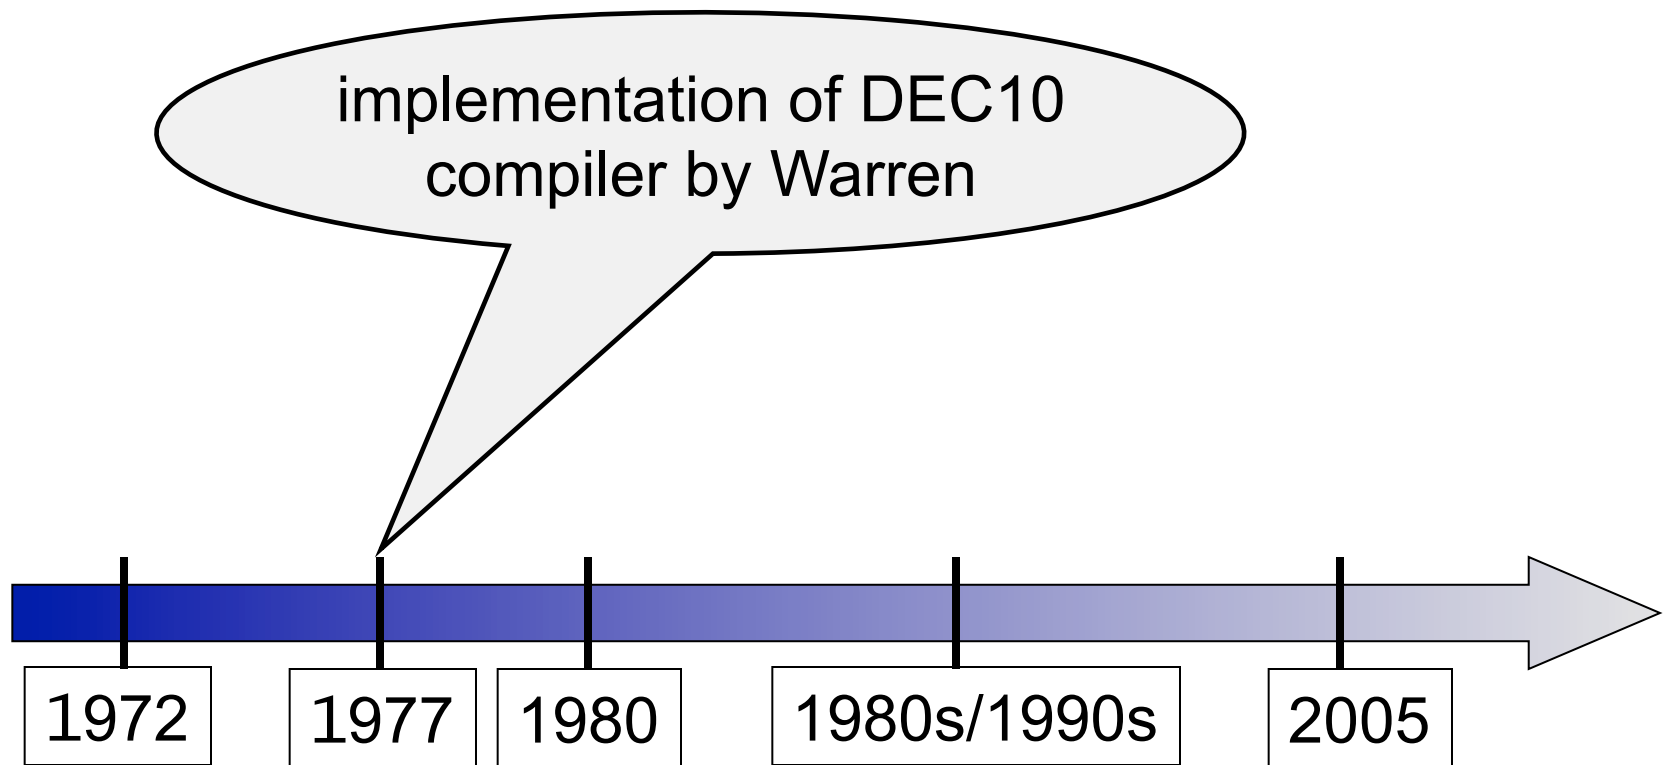 implementation of DEC10
compiler by Warren
1972
1977
1980
1980s/1990s
2005